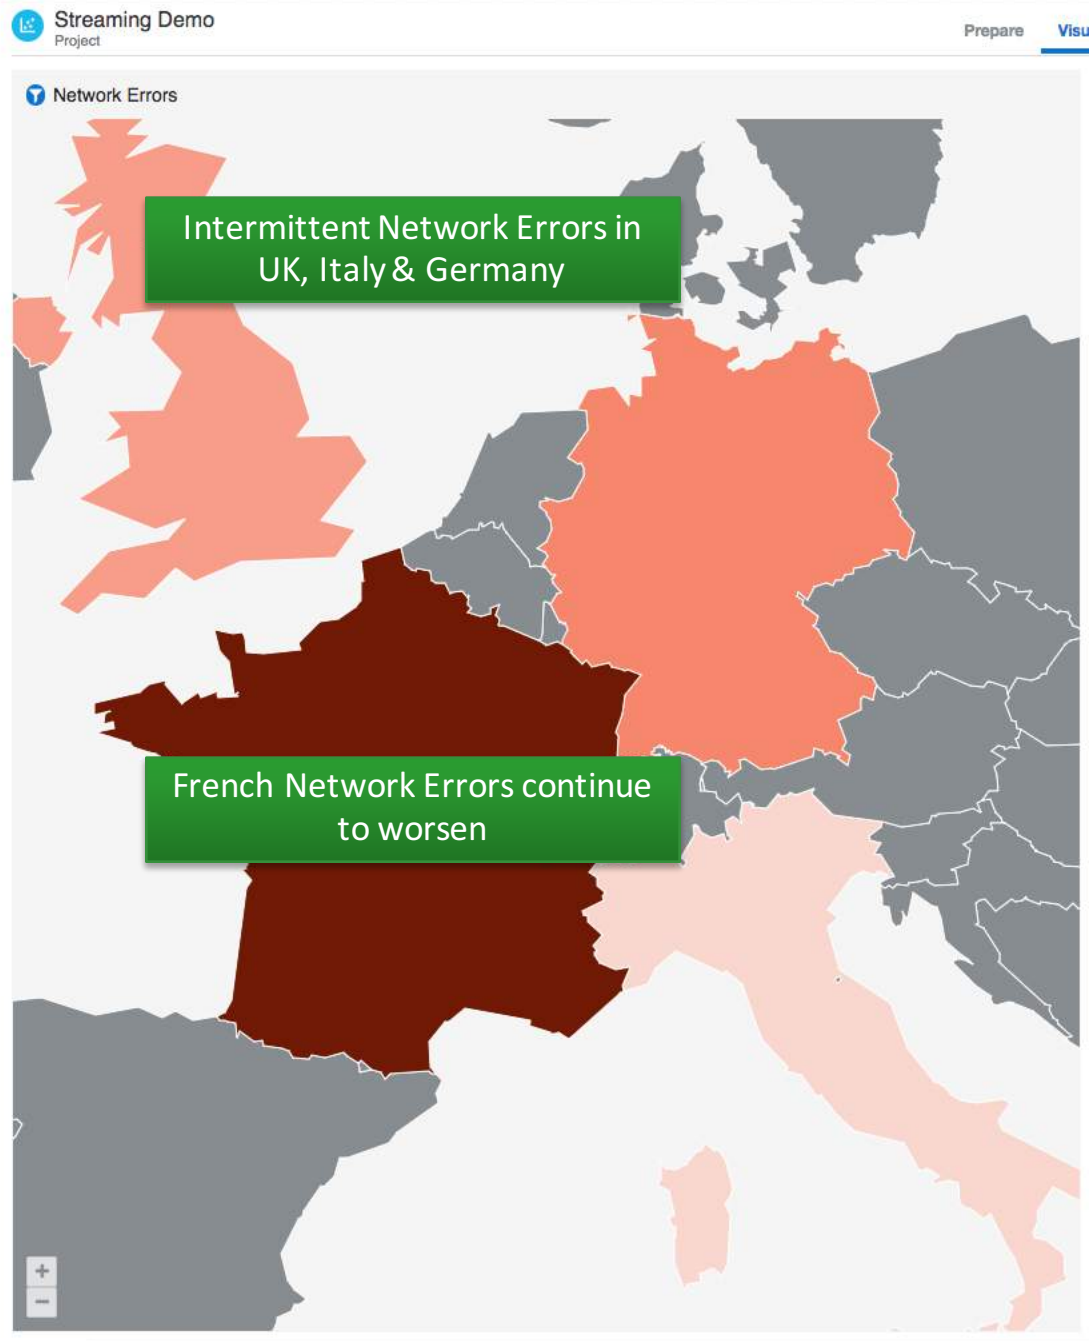 Streaming Demo
Project
Prepare
Visu
Network Errors
Intermittent Network Errors in
UK, Italy & Germany
French Network Errors continue
to worsen
+
−